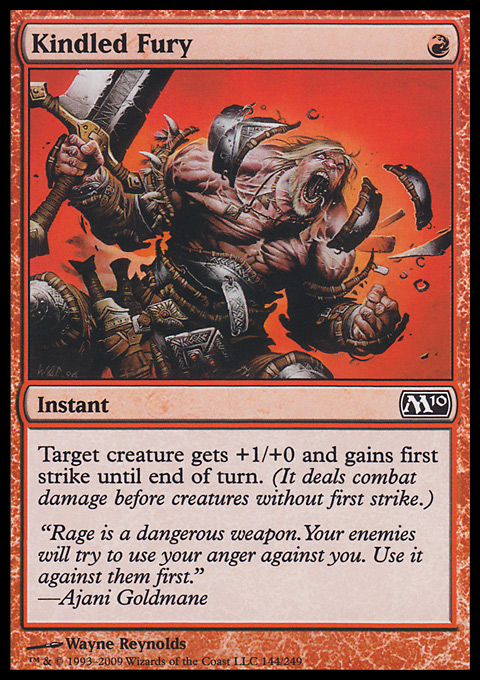 Kindled Fury
Instant
M10
Target creature gets +1/+0 and gains first
strike until end of turn. (It deals combat
damage before creatures without first strike.)
“Rage is a dangerous weapon. Your enemies
will try to use your anger against you. Use it
against them first.”
—Ajani Goldmane
Wayne Reynolds
™ & © 1993–2009 Wizards of the Coast LLC 144/249